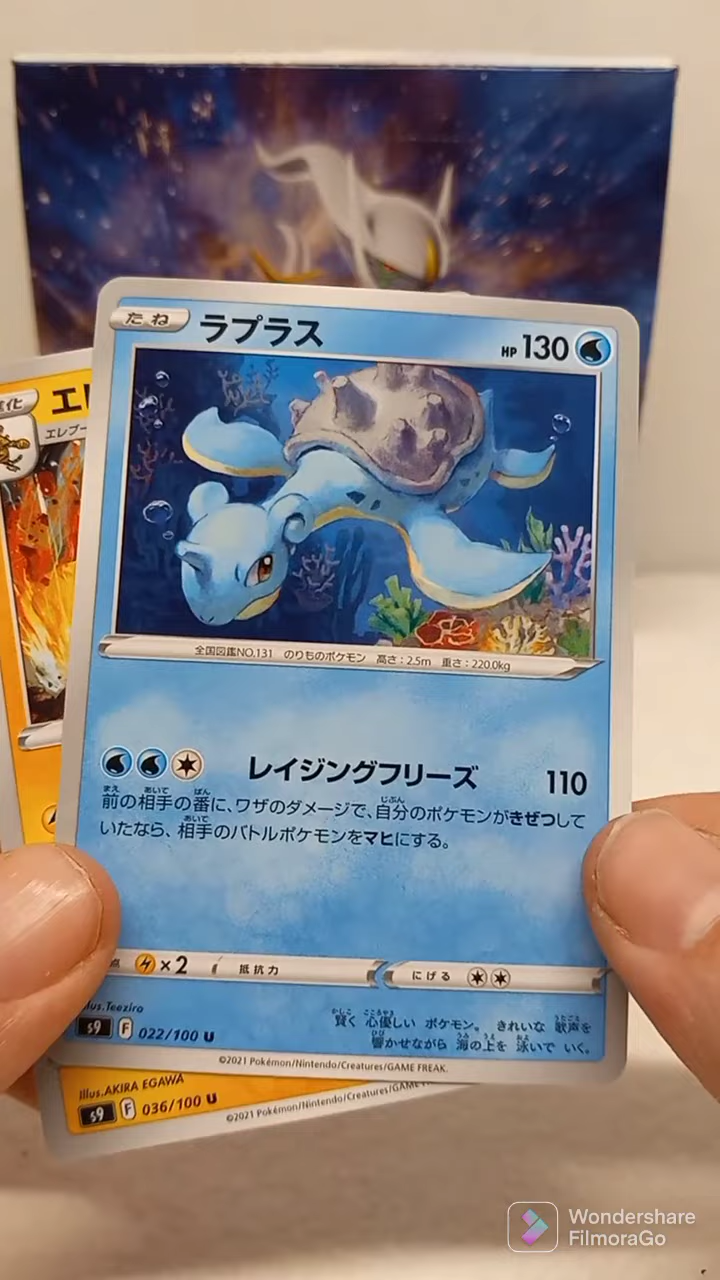 たね ラプラス HP 130
進化 エレ
エレブー
全国図鑑NO.131 のりものポケモン 高さ:2.5m 重さ:220.0kg
レイジングフリーズ 110
前の相手の番に、ワザのダメージで、自分のポケモンがきぜつして
いたなら、相手のバトルポケモンをマヒにする。
点 ×2 抵抗力 にげる
llus.Teeziro
賢く 心優しい ポケモン。 きれいな 歌声を
響かせながら 海の上を 泳いで いく。
s9 F 022/100 U
©2021 Pokémon/Nintendo/Creatures/GAME FREAK.
Illus.AKIRA EGAWA
s9 F 036/100 U
©2021 Pokémon/Nintendo/Creatures/GAME
Wondershare
FilmoraGo